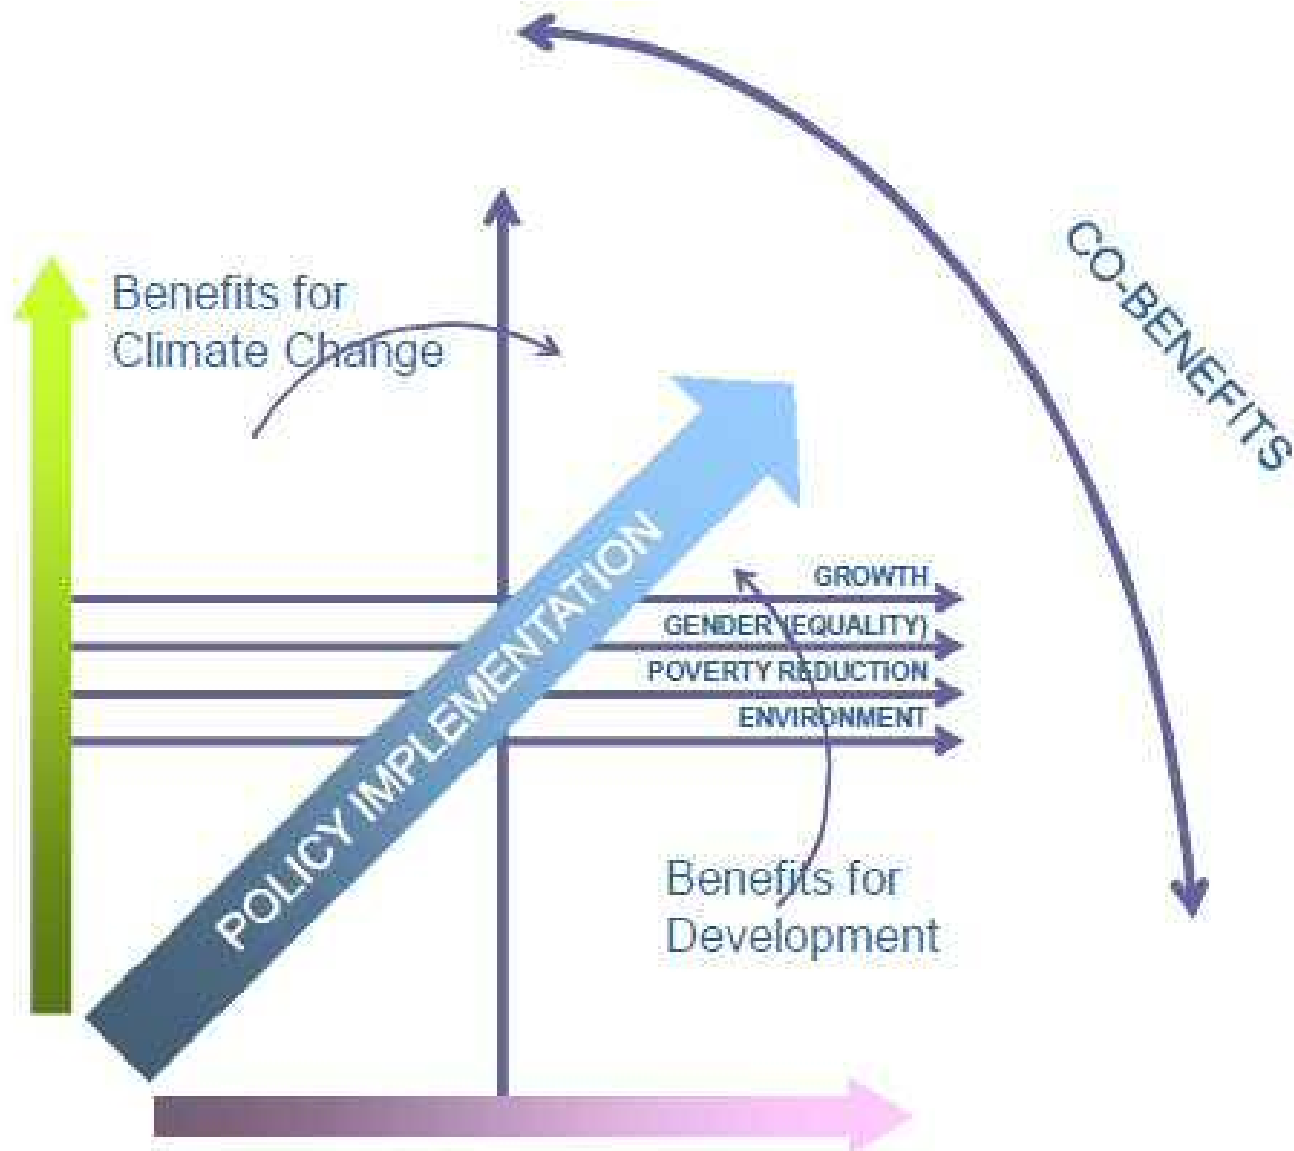 Benefits for
Climate Change
CO-BENEFITS
POLICY IMPLEMENTATION
GROWTH
GENDER (EQUALITY)
POVERTY REDUCTION
ENVIRONMENT
Benefits for
Development